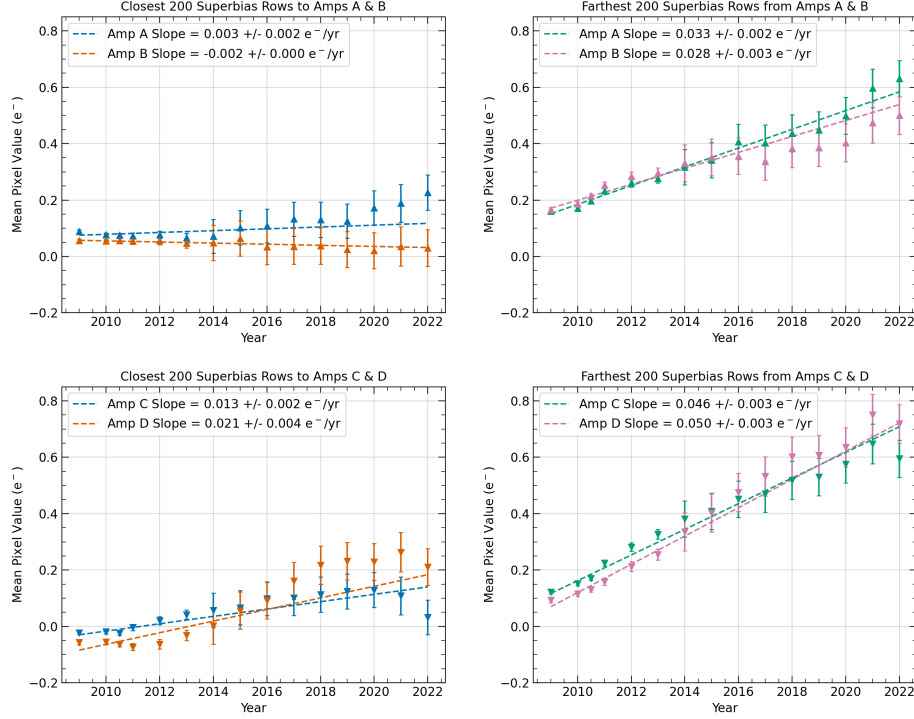 Closest 200 Superbias Rows to Amps A & B
Amp A Slope = 0.003 +/- 0.002 e⁻/yr
Amp B Slope = -0.002 +/- 0.000 e⁻/yr
Mean Pixel Value (e⁻)
0.8
0.6
0.4
0.2
0.0
−0.2
2010 2012 2014 2016 2018 2020 2022
Year
Farthest 200 Superbias Rows from Amps A & B
Amp A Slope = 0.033 +/- 0.002 e⁻/yr
Amp B Slope = 0.028 +/- 0.003 e⁻/yr
Mean Pixel Value (e⁻)
0.8
0.6
0.4
0.2
0.0
−0.2
2010 2012 2014 2016 2018 2020 2022
Year
Closest 200 Superbias Rows to Amps C & D
Amp C Slope = 0.013 +/- 0.002 e⁻/yr
Amp D Slope = 0.021 +/- 0.004 e⁻/yr
Mean Pixel Value (e⁻)
0.8
0.6
0.4
0.2
0.0
−0.2
2010 2012 2014 2016 2018 2020 2022
Year
Farthest 200 Superbias Rows from Amps C & D
Amp C Slope = 0.046 +/- 0.003 e⁻/yr
Amp D Slope = 0.050 +/- 0.003 e⁻/yr
Mean Pixel Value (e⁻)
0.8
0.6
0.4
0.2
0.0
−0.2
2010 2012 2014 2016 2018 2020 2022
Year